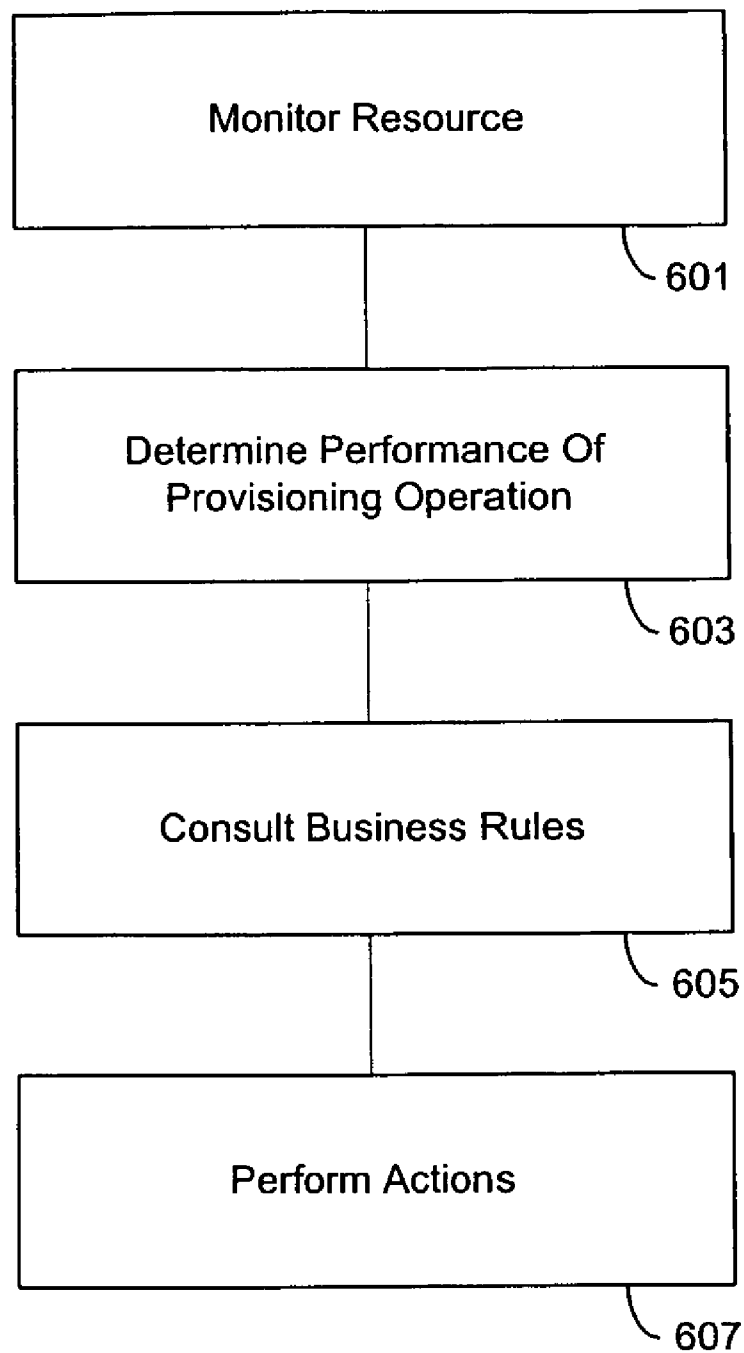 Monitor Resource
601
Determine Performance Of
Provisioning Operation
603
Consult Business Rules
605
Perform Actions
607